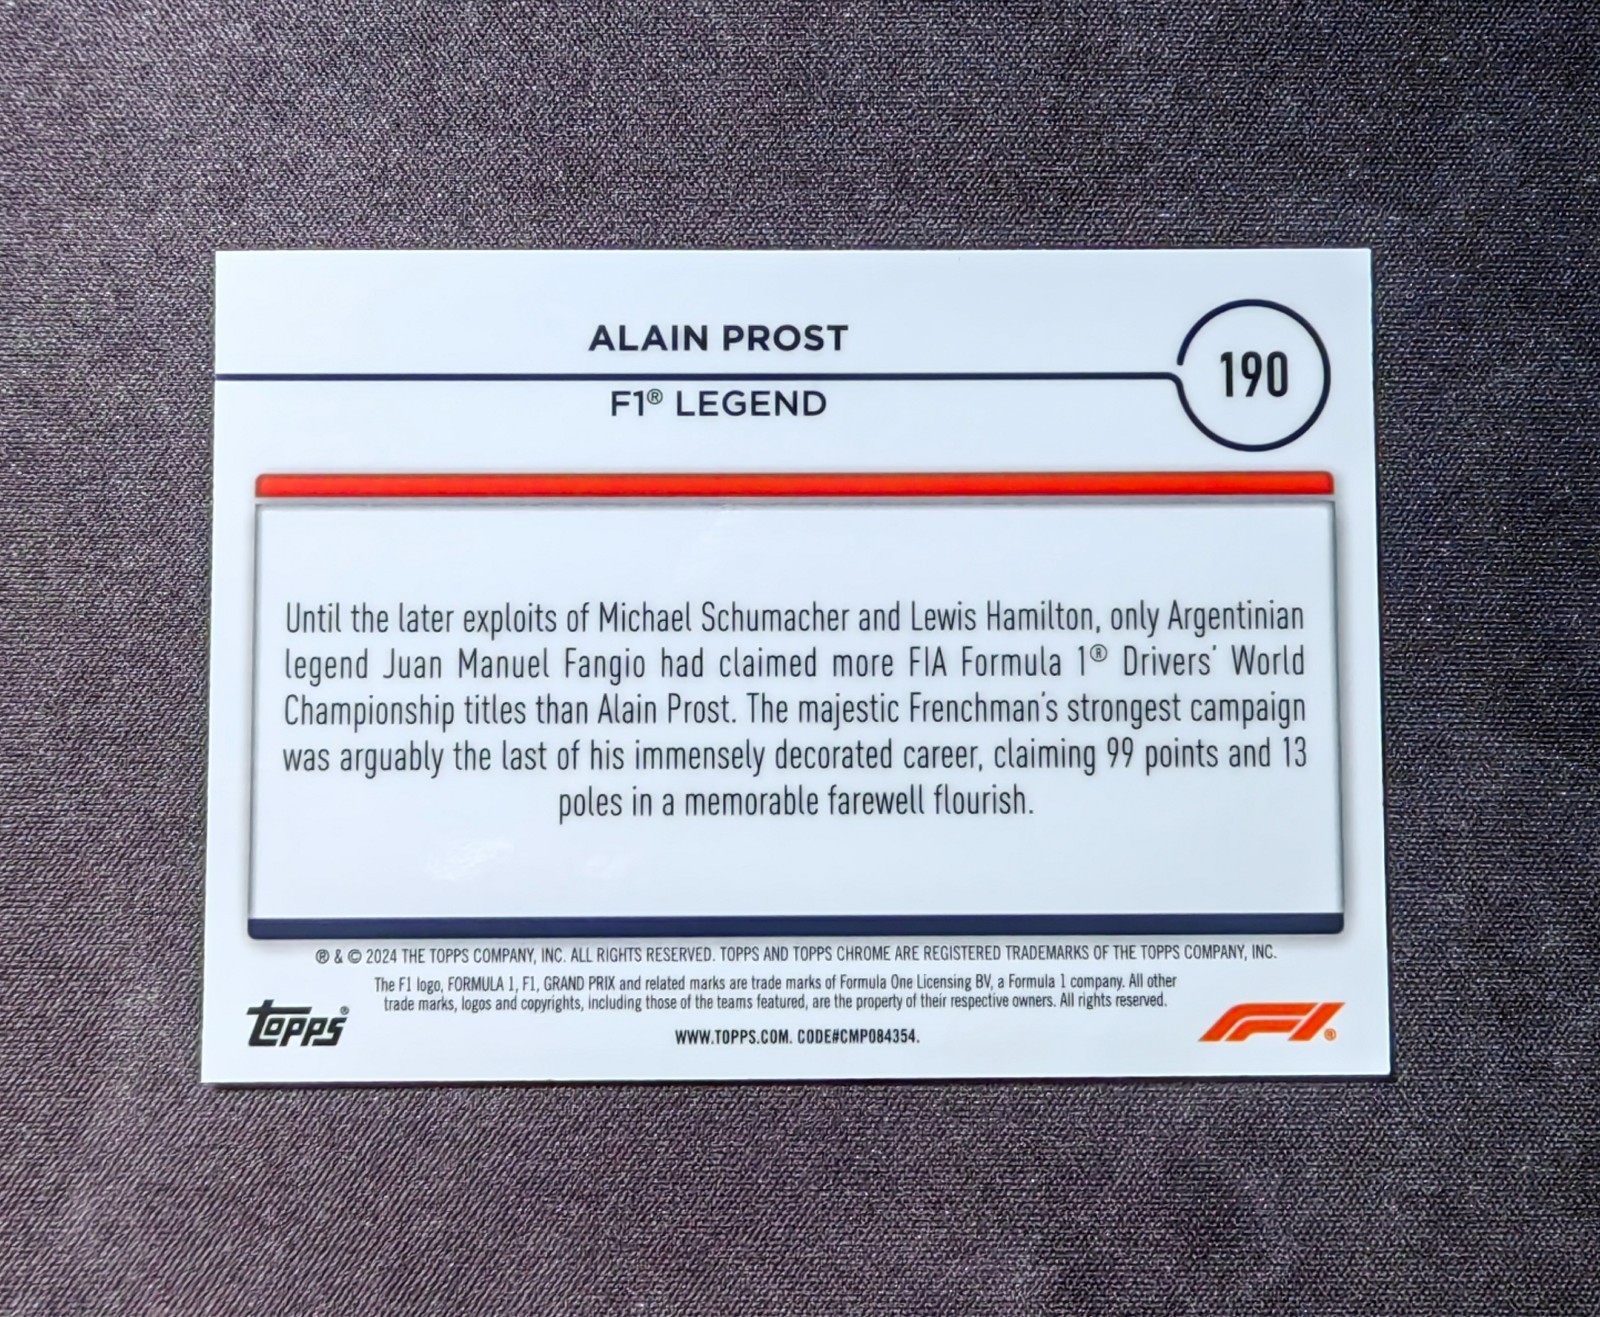 ALAIN PROST
190
F1® LEGEND
Until the later exploits of Michael Schumacher and Lewis Hamilton, only Argentinian
legend Juan Manuel Fangio had claimed more FIA Formula 1® Drivers' World
Championship titles than Alain Prost. The majestic Frenchman's strongest campaign
was arguably the last of his immensely decorated career, claiming 99 points and 13
poles in a memorable farewell flourish.
® & © 2024 THE TOPPS COMPANY, INC. ALL RIGHTS RESERVED. TOPPS AND TOPPS CHROME ARE REGISTERED TRADEMARKS OF THE TOPPS COMPANY, INC.
The F1 logo, FORMULA 1, F1, GRAND PRIX and related marks are trade marks of Formula One Licensing BV, a Formula 1 company. All other
trade marks, logos and copyrights, including those of the teams featured, are the property of their respective owners. All rights reserved.
topps®
WWW.TOPPS.COM. CODE#CMP084354.
F1®